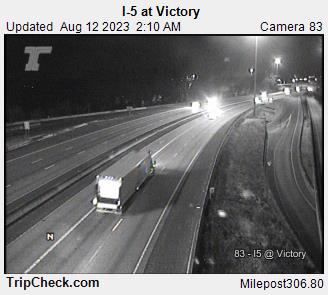 I-5 at Victory
Updated  Aug 12 2023  2:10 AM
Camera 83
T
N
83 - I5 @ Victory
TripCheck.com
Milepost306.80